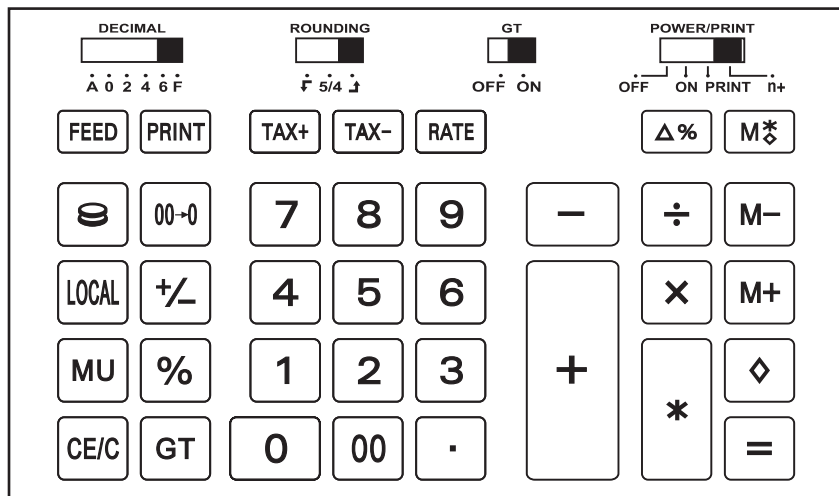 DECIMAL ROUNDING GT POWER/PRINT
A 0 2 4 6 F 5/4 OFF ON OFF ON PRINT n+
FEED PRINT TAX+ TAX− RATE △% M*◇
00→0 7 8 9 − ÷ M−
LOCAL +/− 4 5 6 + × M+
MU % 1 2 3 * ◇
CE/C GT 0 00 . =